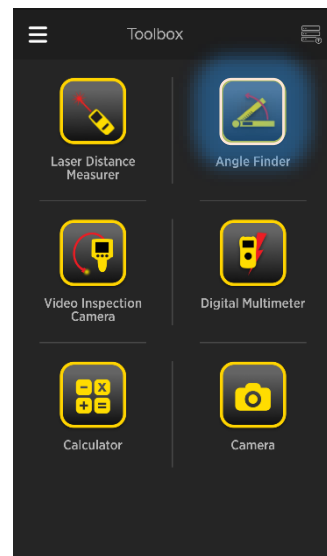 Toolbox
Laser Distance
Measurer
Angle Finder
Video Inspection
Camera
Digital Multimeter
Calculator
Camera